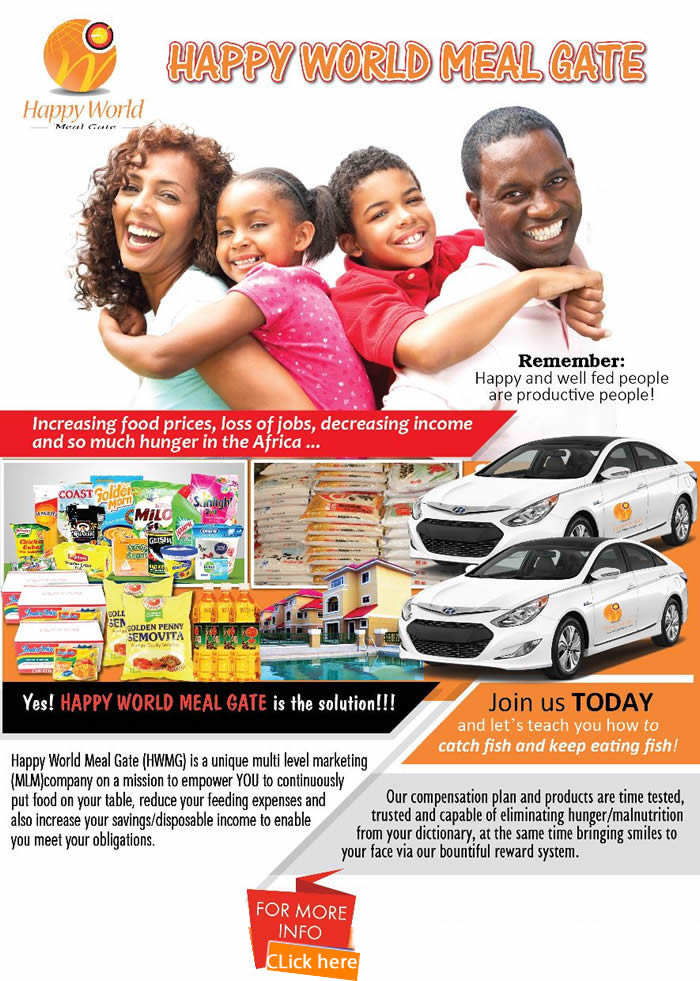 HAPPY WORLD MEAL GATE
Happy World
Meal Gate
Remember:
Happy and well fed people
are productive people!
Increasing food prices, loss of jobs, decreasing income
and so much hunger in the Africa ...
COAST
Golden
Morn
MILO
Sunlight
QUAKER
GEISHA
GOLDEN PENNY
SEMOVITA
Yes! HAPPY WORLD MEAL GATE is the solution!!!
Join us TODAY
and let's teach you how to
catch fish and keep eating fish!
Happy World Meal Gate (HWMG) is a unique multi level marketing
(MLM)company on a mission to empower YOU to continuously
put food on your table, reduce your feeding expenses and
also increase your savings/disposable income to enable
you meet your obligations.
Our compensation plan and products are time tested,
trusted and capable of eliminating hunger/malnutrition
from your dictionary, at the same time bringing smiles to
your face via our bountiful reward system.
FOR MORE
INFO
CLick here